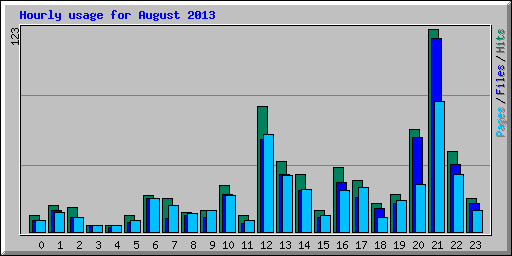 Hourly usage for August 2013
123
Pages/Files/Hits
0 1 2 3 4 5 6 7 8 9 10 11 12 13 14 15 16 17 18 19 20 21 22 23